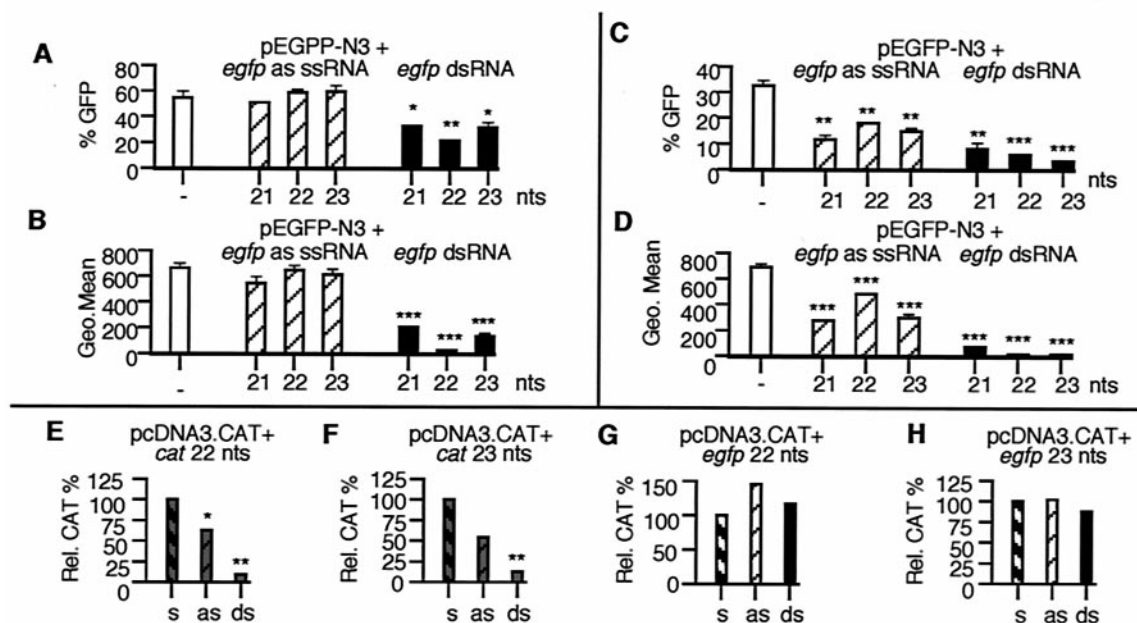 A
pEGPP-N3 +
egfp as ssRNA egfp dsRNA
% GFP
80
60
40
20
0
* ** *
- 21 22 23 21 22 23 nts
B
pEGFP-N3 +
egfp as ssRNA egfp dsRNA
Geo.Mean
800
600
400
200
0
*** *** ***
- 21 22 23 21 22 23 nts
C
pEGFP-N3 +
egfp as ssRNA egfp dsRNA
% GFP
40
30
20
10
0
** ** ** ** *** ***
- 21 22 23 21 22 23 nts
D
pEGFP-N3 +
egfp as ssRNA egfp dsRNA
Geo. Mean
800
600
400
200
0
*** *** *** *** *** ***
- 21 22 23 21 22 23 nts
E
pcDNA3.CAT+
cat 22 nts
Rel. CAT %
125
100
75
50
25
0
* **
s as ds
F
pcDNA3.CAT+
cat 23 nts
Rel. CAT %
125
100
75
50
25
0
**
s as ds
G
pcDNA3.CAT+
egfp 22 nts
Rel. CAT %
150
100
50
0
s as ds
H
pcDNA3.CAT+
egfp 23 nts
Rel. CAT %
125
100
75
50
25
0
s as ds